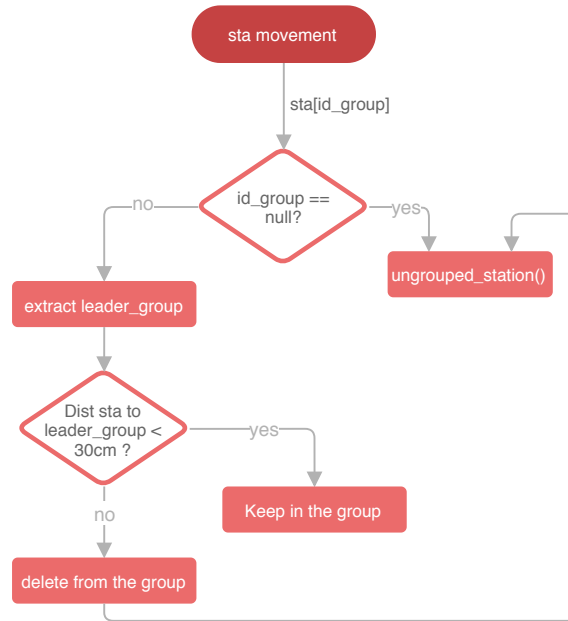 sta movement
sta[id_group]
id_group ==
null?
no
yes
ungrouped_station()
extract leader_group
Dist sta to
leader_group <
30cm ?
yes
Keep in the group
no
delete from the group